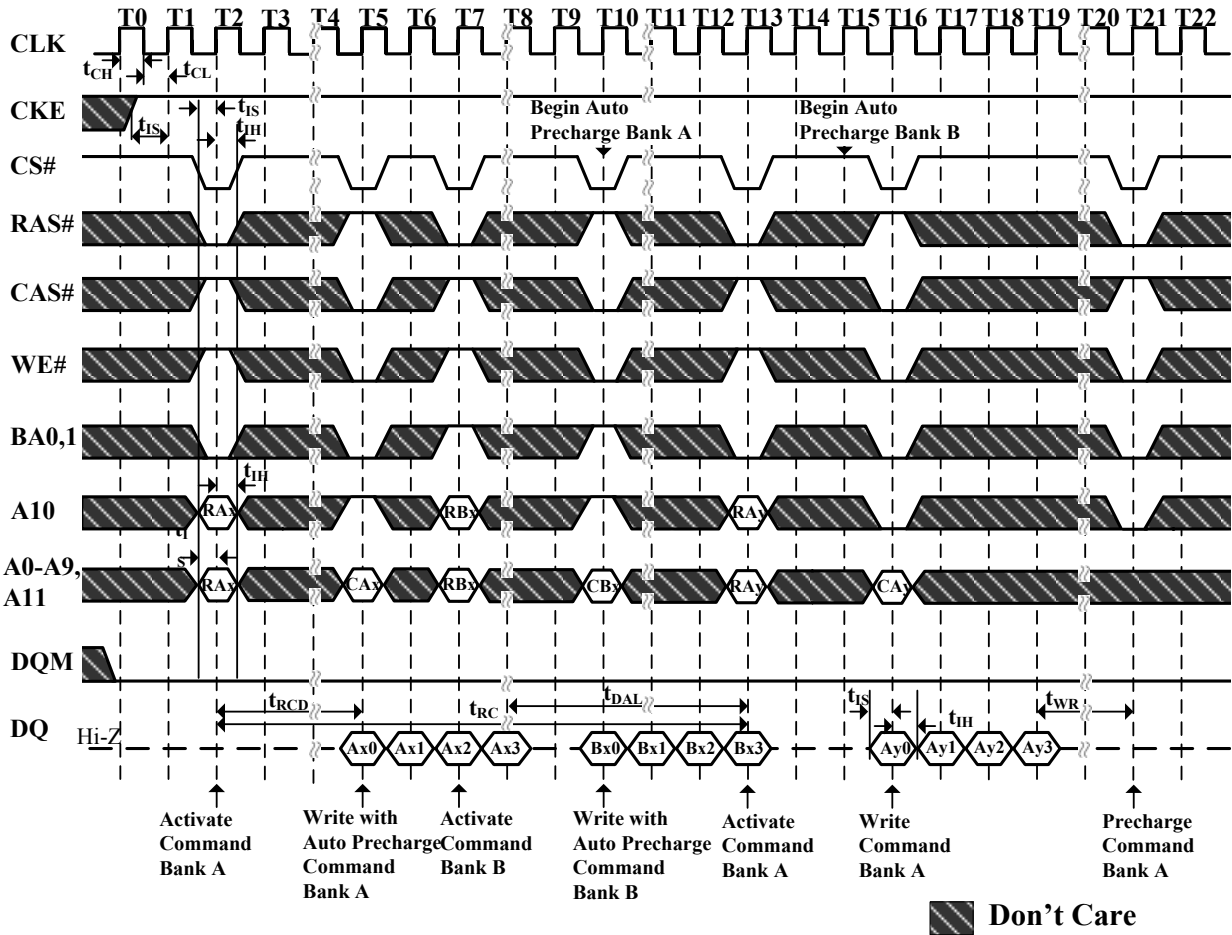 T0 T1 T2 T3 T4 T5 T6 T7 T8 T9 T10 T11 T12 T13 T14 T15 T16 T17 T18 T19 T20 T21 T22
CLK
tCH
tCL
CKE
tIS
tIS
tIH
Begin Auto
Precharge Bank A
Begin Auto
Precharge Bank B
CS#
RAS#
CAS#
WE#
BA0,1
tIH
A10
RAx
RBx
RAy
tI
s
A0-A9,
A11
RAx
CAx
RBx
CBx
RAy
CAy
DQM
tRCD
tRC
tDAL
tIS
tIH
tWR
DQ
Hi-Z
Ax0 Ax1 Ax2 Ax3 Bx0 Bx1 Bx2 Bx3 Ay0 Ay1 Ay2 Ay3
Activate
Command
Bank A
Write with
Auto Precharge
Command
Bank A
Activate
Command
Bank B
Write with
Auto Precharge
Command
Bank B
Activate
Command
Bank A
Write
Command
Bank A
Precharge
Command
Bank A
Don't Care